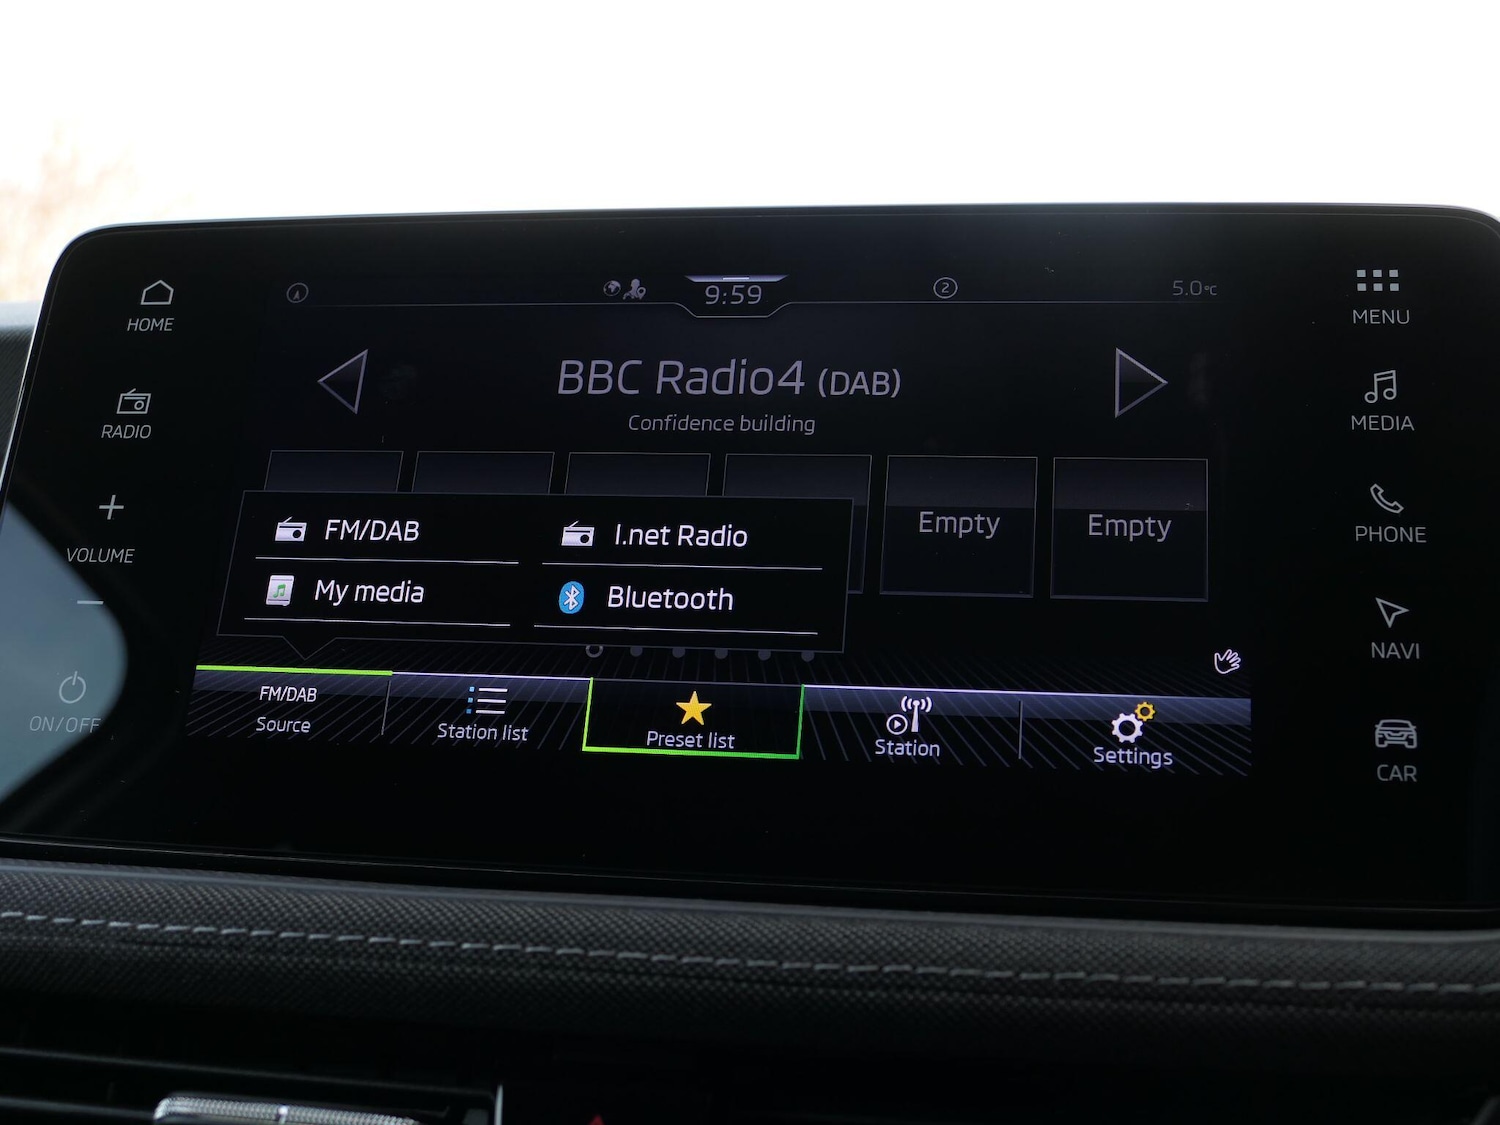 9:59
2
5.0°C
HOME
RADIO
VOLUME
ON/OFF
BBC Radio4 (DAB)
Confidence building
Empty
Empty
FM/DAB
I.net Radio
My media
Bluetooth
FM/DAB
Source
Station list
Preset list
Station
Settings
MENU
MEDIA
PHONE
NAVI
CAR